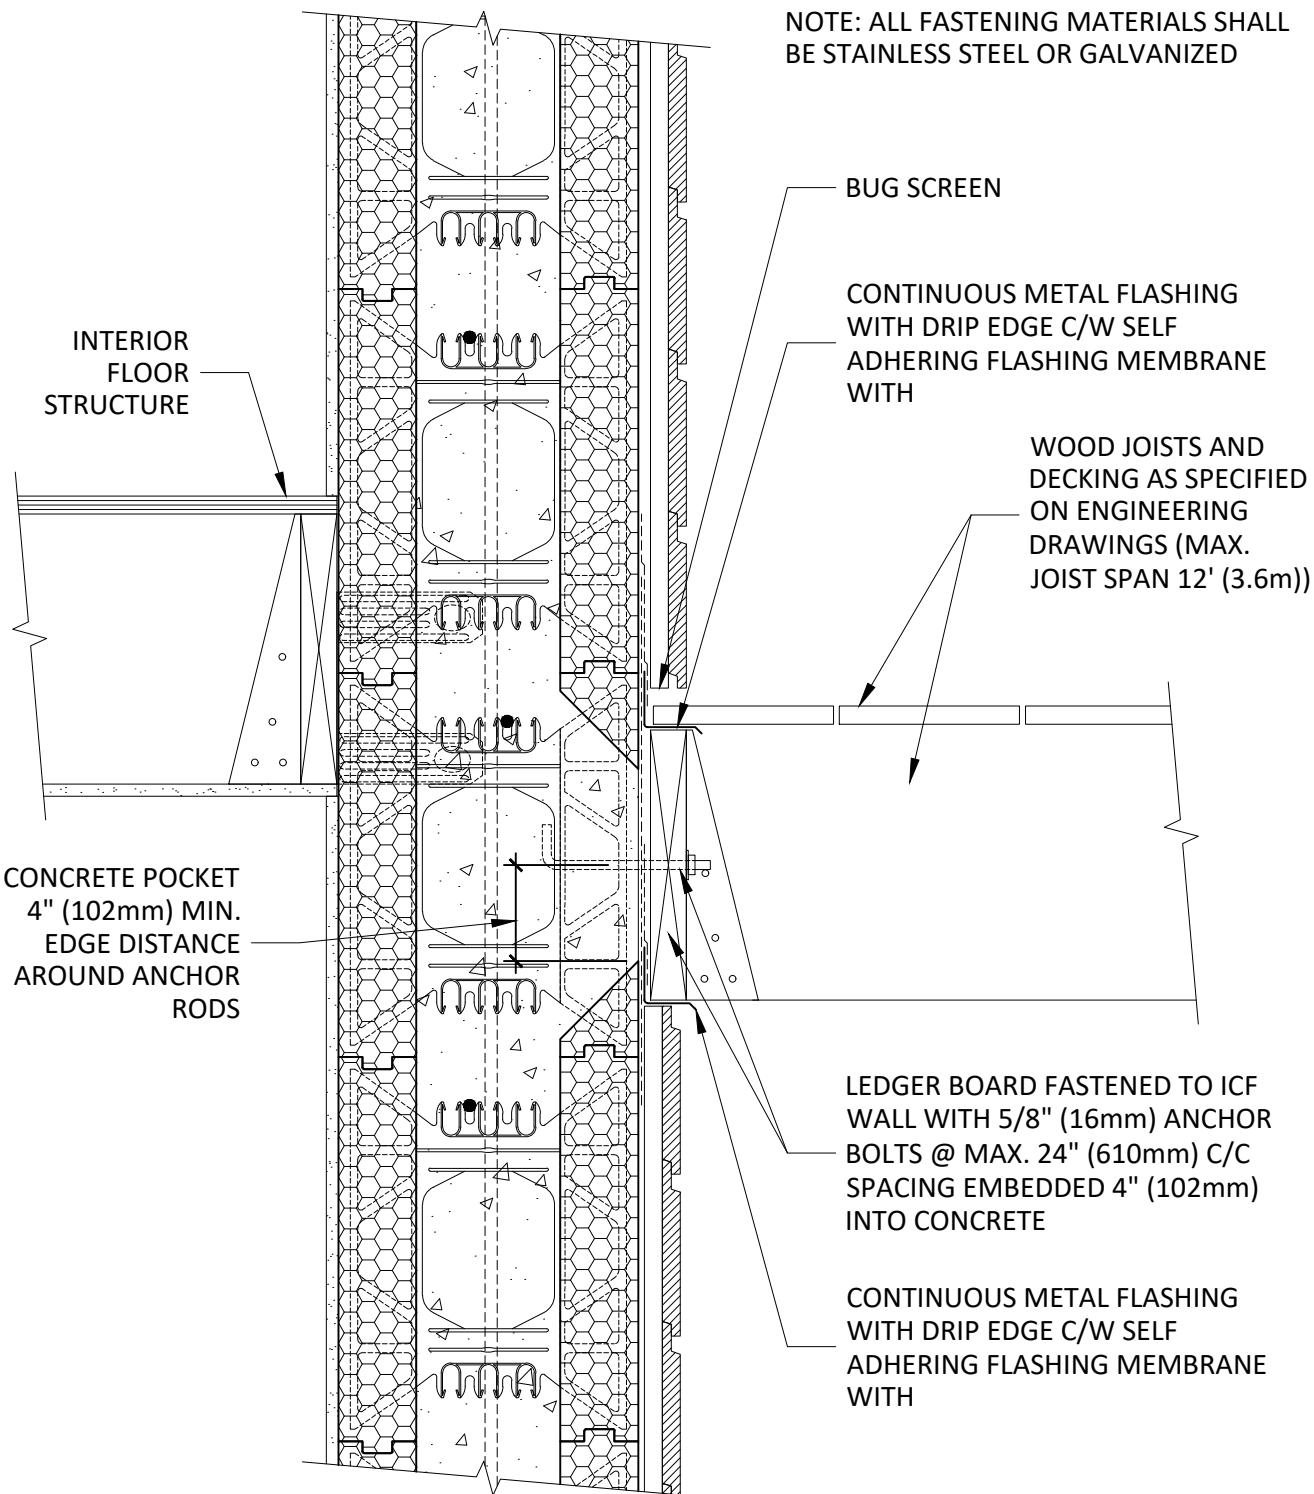 NOTE: ALL FASTENING MATERIALS SHALL
BE STAINLESS STEEL OR GALVANIZED
BUG SCREEN
CONTINUOUS METAL FLASHING
WITH DRIP EDGE C/W SELF
ADHERING FLASHING MEMBRANE
WITH
INTERIOR
FLOOR
STRUCTURE
WOOD JOISTS AND
DECKING AS SPECIFIED
ON ENGINEERING
DRAWINGS (MAX.
JOIST SPAN 12' (3.6m))
CONCRETE POCKET
4" (102mm) MIN.
EDGE DISTANCE
AROUND ANCHOR
RODS
LEDGER BOARD FASTENED TO ICF
WALL WITH 5/8" (16mm) ANCHOR
BOLTS @ MAX. 24" (610mm) C/C
SPACING EMBEDDED 4" (102mm)
INTO CONCRETE
CONTINUOUS METAL FLASHING
WITH DRIP EDGE C/W SELF
ADHERING FLASHING MEMBRANE
WITH